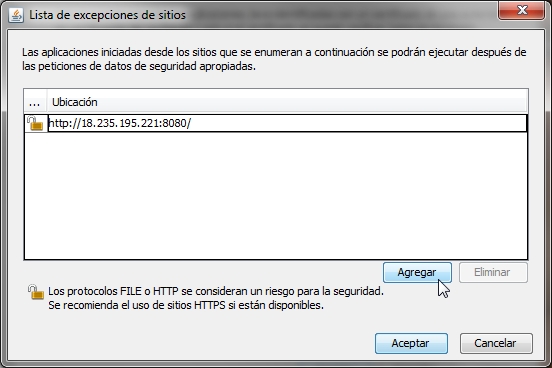 Lista de excepciones de sitios
Las aplicaciones iniciadas desde los sitios que se enumeran a continuación se podrán ejecutar después de
las peticiones de datos de seguridad apropiadas.
... Ubicación
http://18.235.195.221:8080/
Agregar Eliminar
Los protocolos FILE o HTTP se consideran un riesgo para la seguridad.
Se recomienda el uso de sitios HTTPS si están disponibles.
Aceptar Cancelar